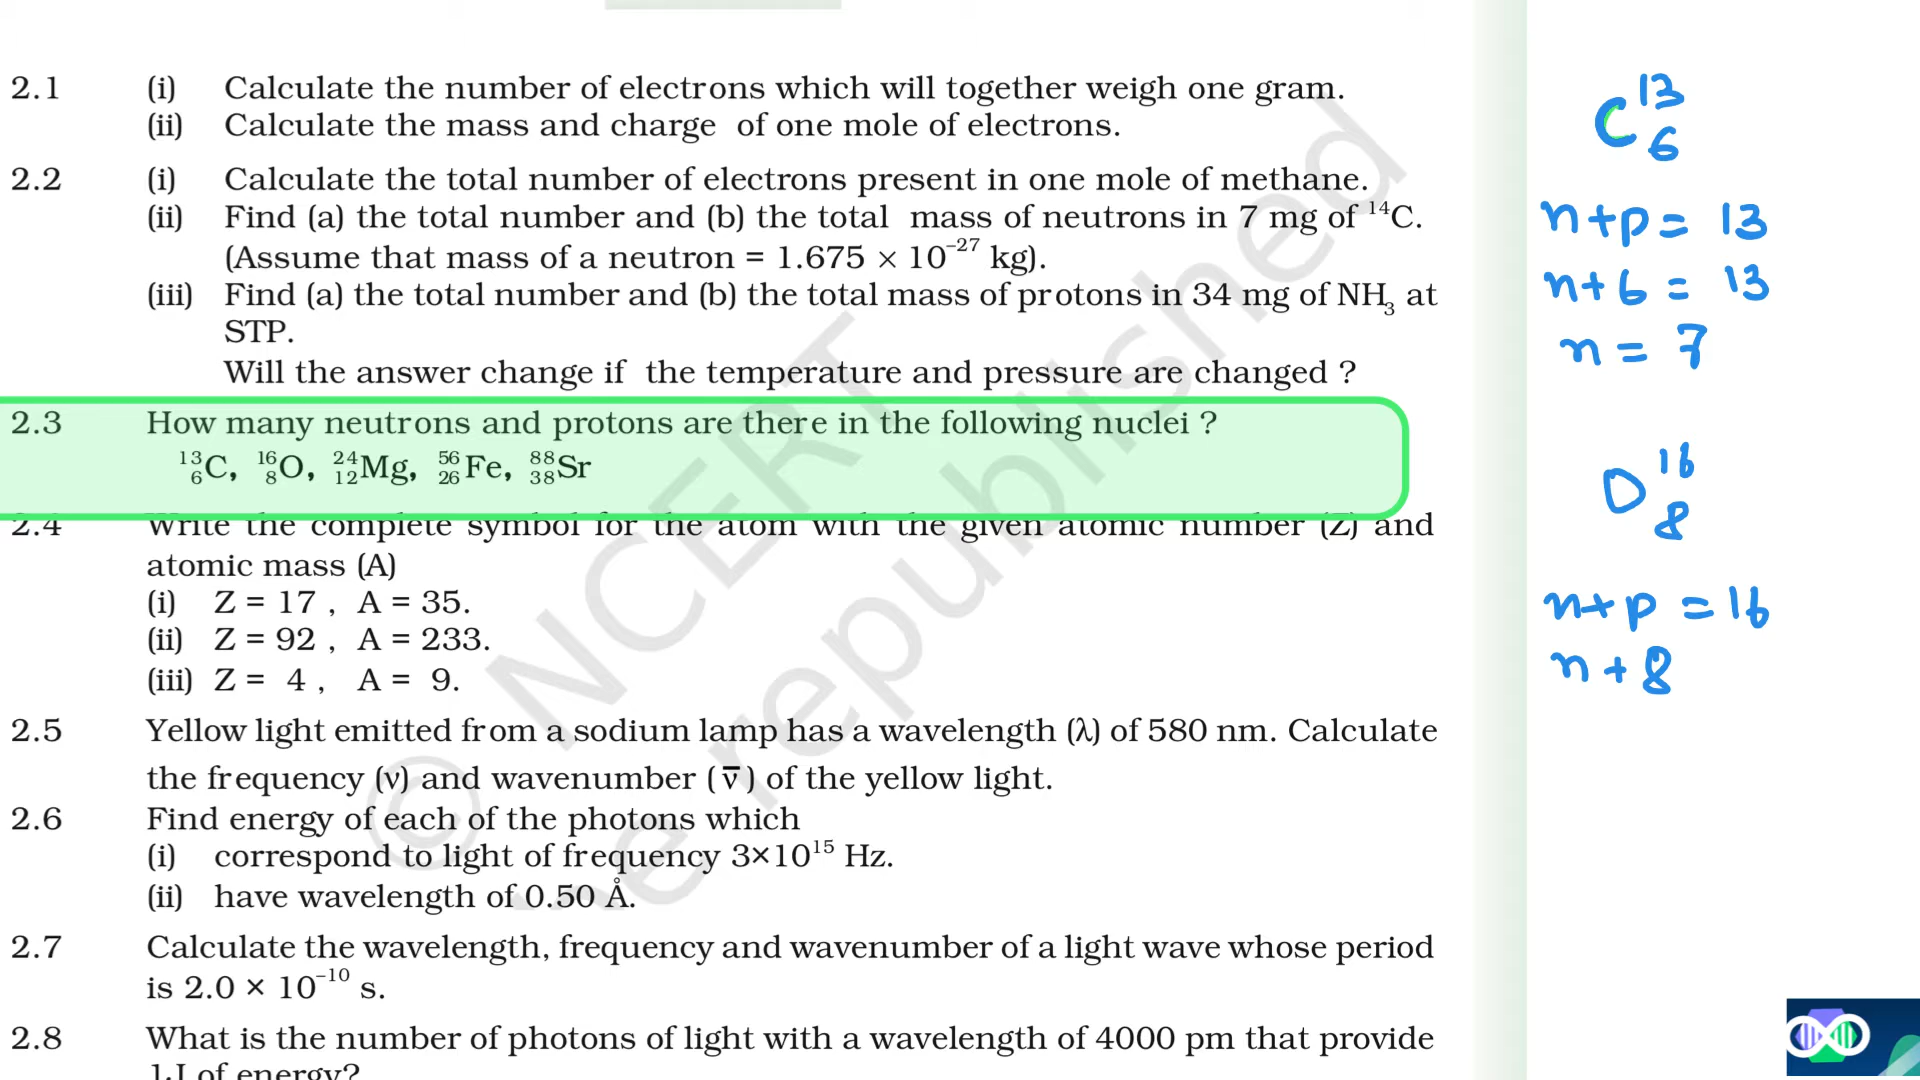 2.1 (i) Calculate the number of electrons which will together weigh one gram.
(ii) Calculate the mass and charge of one mole of electrons.
2.2 (i) Calculate the total number of electrons present in one mole of methane.
(ii) Find (a) the total number and (b) the total mass of neutrons in 7 mg of ¹⁴C.
(Assume that mass of a neutron = 1.675 × 10⁻²⁷ kg).
(iii) Find (a) the total number and (b) the total mass of protons in 34 mg of NH₃ at
STP.
Will the answer change if the temperature and pressure are changed ?
2.3 How many neutrons and protons are there in the following nuclei ?
¹³₆C, ¹⁶₈O, ²⁴₁₂Mg, ⁵⁶₂₆Fe, ⁸⁸₃₈Sr
2.4 Write the complete symbol for the atom with the given atomic number (Z) and
atomic mass (A)
(i) Z = 17 , A = 35.
(ii) Z = 92 , A = 233.
(iii) Z = 4 , A = 9.
2.5 Yellow light emitted from a sodium lamp has a wavelength (λ) of 580 nm. Calculate
the frequency (ν) and wavenumber ( ν̅ ) of the yellow light.
2.6 Find energy of each of the photons which
(i) correspond to light of frequency 3×10¹⁵ Hz.
(ii) have wavelength of 0.50 Å.
2.7 Calculate the wavelength, frequency and wavenumber of a light wave whose period
is 2.0 × 10⁻¹⁰ s.
2.8 What is the number of photons of light with a wavelength of 4000 pm that provide
1J of energy?
© NCERT
be republished
C¹³₆
n+p = 13
n+6 = 13
n = 7
O¹⁶₈
n+p = 16
n + 8